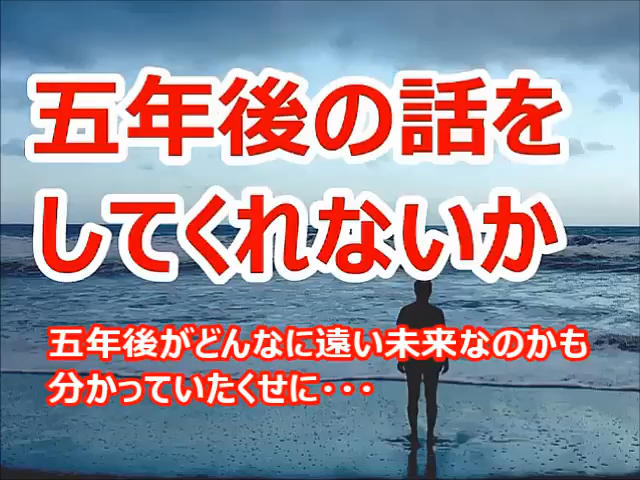 五年後の話を
してくれないか
五年後がどんなに遠い未来なのかも
分かっていたくせに・・・